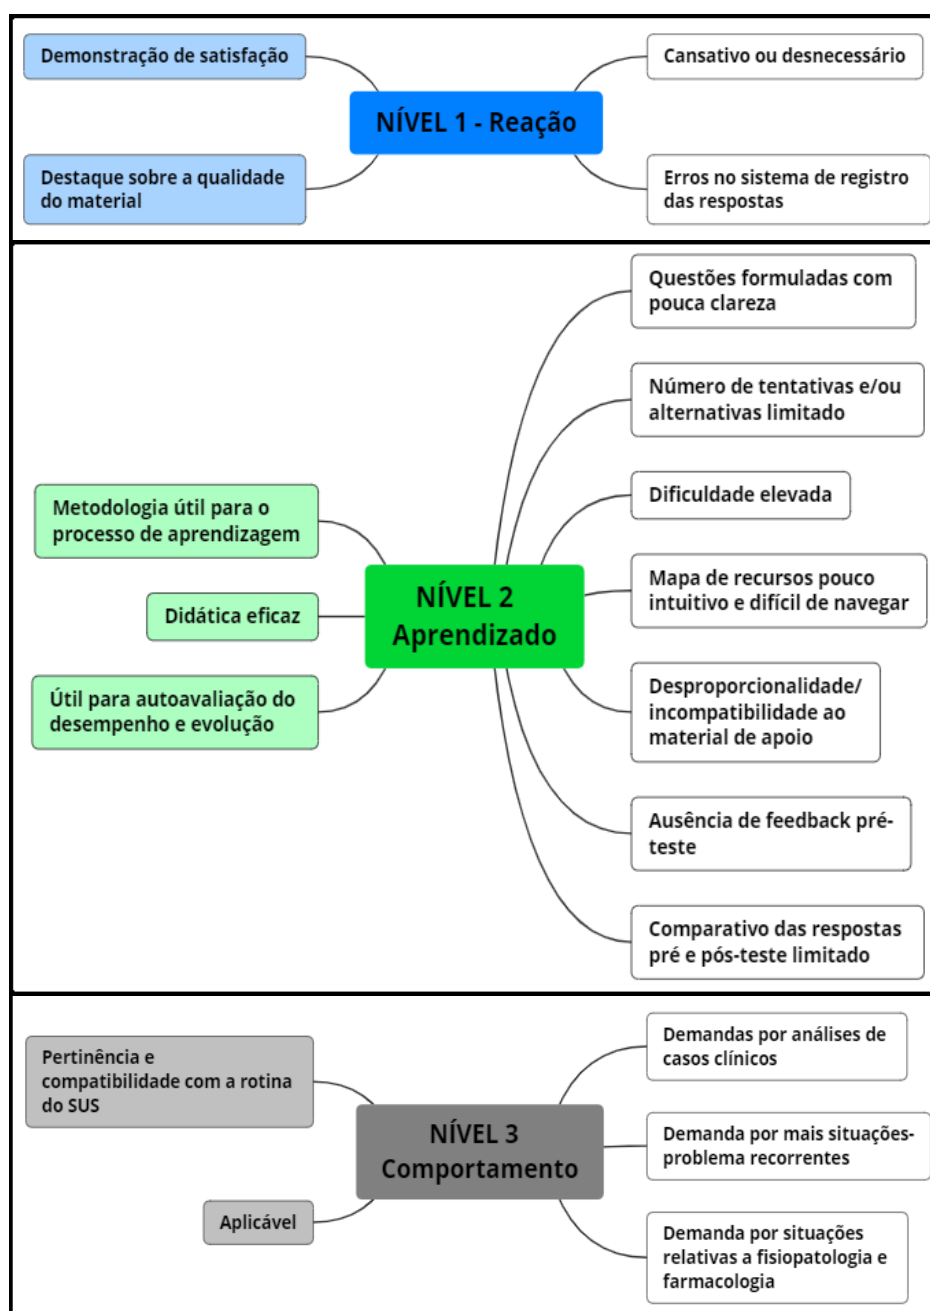 Demonstração de satisfação
Destaque sobre a qualidade
do material
NÍVEL 1 - Reação
Cansativo ou desnecessário
Erros no sistema de registro
das respostas
Metodologia útil para o
processo de aprendizagem
Didática eficaz
Útil para autoavaliação do
desempenho e evolução
NÍVEL 2
Aprendizado
Questões formuladas com
pouca clareza
Número de tentativas e/ou
alternativas limitado
Dificuldade elevada
Mapa de recursos pouco
intuitivo e difícil de navegar
Desproporcionalidade/
incompatibilidade ao
material de apoio
Ausência de feedback pré-
teste
Comparativo das respostas
pré e pós-teste limitado
Pertinência e
compatibilidade com a rotina
do SUS
Aplicável
NÍVEL 3
Comportamento
Demandas por análises de
casos clínicos
Demanda por mais situações-
problema recorrentes
Demanda por situações
relativas a fisiopatologia e
farmacologia